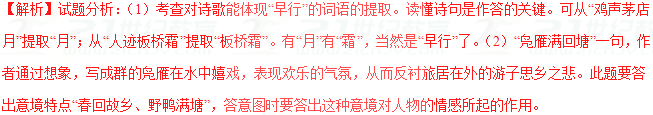 【解析】试题分析：（1）考查对诗歌能体现“早行”的词语的提取。读懂诗句是作答的关键。可从“鸡声茅店
月”提取“月”；从“人迹板桥霜”提取“板桥霜”。有“月”有“霜”，当然是“早行”了。（2）“凫雁满回塘”一句，作
者通过想象，写成群的凫雁在水中嬉戏，表现欢乐的气氛，从而反衬旅居在外的游子思乡之悲。此题要答
出意境特点“春回故乡、野鸭满塘”，答意图时要答出这种意境对人物的情感所起的作用。